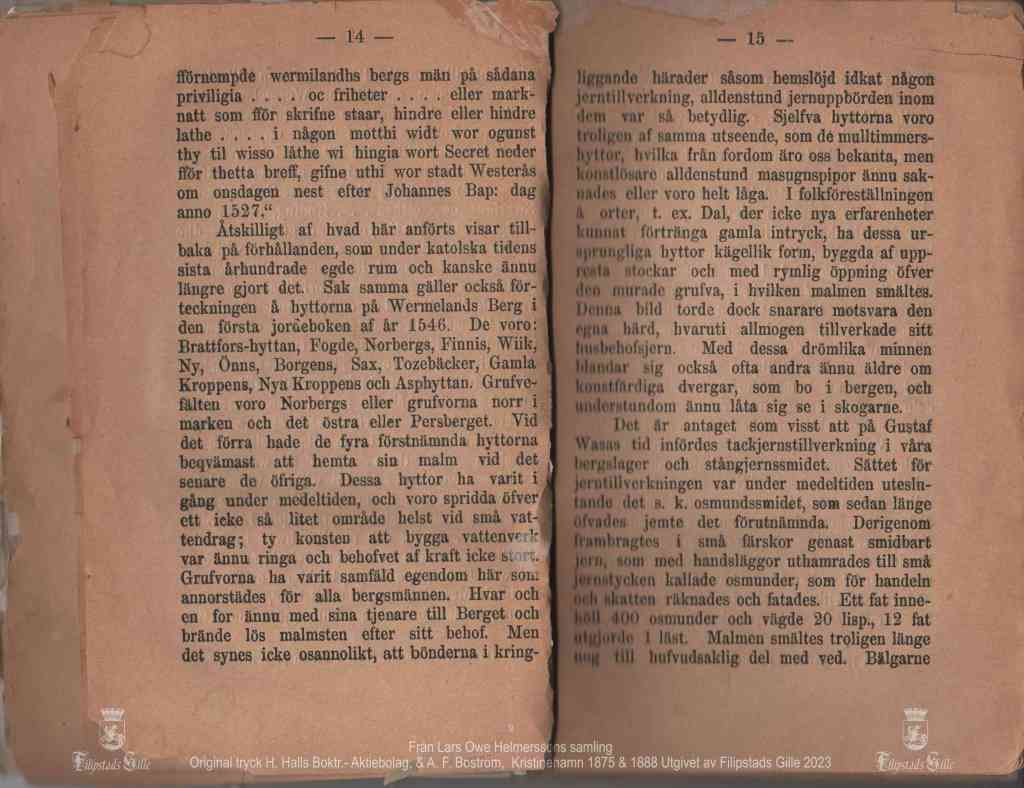 — 14 —
fförnempde wermilandhs bergs män på sådana
priviligia . . . . oc friheter . . . . eller mark-
natt som fför skrifne staar, hindre eller hindre
lathe . . . . i någon motthi widt wor ogunst
thy til wisso låthe wi hingia wort Secret neder
fför thetta breff, gifne uthi wor stadt Westerås
om onsdagen nest efter Johannes Bap: dag
anno 1527.“
Åtskilligt af hvad här anförts visar till-
baka på förhållanden, som under katolska tidens
sista århundrade egde rum och kanske ännu
längre gjort det. Sak samma gäller också för-
teckningen å hyttorna på Wermelands Berg i
den första jordeboken af år 1546. De voro:
Brattfors-hyttan, Fogde, Norbergs, Finnis, Wiik,
Ny, Önns, Borgens, Sax, Tozebäcker, Gamla
Kroppens, Nya Kroppens och Asphyttan. Grufve-
fälten voro Norbergs eller grufvorna norr i
marken och det östra eller Persberget. Vid
det förra hade de fyra förstnämnda hyttorna
beqvämast att hemta sin malm vid det
senare de öfriga. Dessa hyttor ha varit i
gång under medeltiden, och voro spridda öfver
ett icke så litet område helst vid små vat-
tendrag; ty konsten att bygga vattenverk
var ännu ringa och behofvet af kraft icke stort.
Grufvorna ha varit samfäld egendom här som
annorstädes för alla bergsmännen. Hvar och
en for ännu med sina tjenare till Berget och
brände lös malmsten efter sitt behof. Men
det synes icke osannolikt, att bönderna i kring-
— 15 —
liggande härader såsom hemslöjd idkat någon
jerntillverkning, alldenstund jernuppbörden inom
dem var så betydlig. Sjelfva hyttorna voro
troligen af samma utseende, som de mulltimmers-
hyttor, hvilka från fordom äro oss bekanta, men
konstlösare alldenstund masugnspipor ännu sak-
nades eller voro helt låga. I folkföreställningen
å orter, t. ex. Dal, der icke nya erfarenheter
kunnat förtränga gamla intryck, ha dessa ur-
sprungliga hyttor kägellik form, byggda af upp-
resta stockar och med rymlig öppning öfver
den murade grufva, i hvilken malmen smältes.
Denna bild torde dock snarare motsvara den
egna härd, hvaruti allmogen tillverkade sitt
husbehofsjern. Med dessa drömlika minnen
blandar sig också ofta andra ännu äldre om
konstfärdiga dvergar, som bo i bergen, och
understundom ännu låta sig se i skogarne.
Det är antaget som visst att på Gustaf
Wasas tid infördes tackjernstillverkning i våra
bergslager och stångjernssmidet. Sättet för
jerntillverkningen var under medeltiden uteslu-
tande det s. k. osmundssmidet, som sedan länge
öfvades jemte det förutnämnda. Derigenom
frambragtes i små färskor genast smidbart
jern, som med handsläggor uthamrades till små
jernstycken kallade osmunder, som för handeln
och skatten räknades och fatades. Ett fat inne-
höll 400 osmunder och vägde 20 lisp., 12 fat
utgjorde 1 läst. Malmen smältes troligen länge
nog till hufvudsaklig del med ved. Bälgarne
Från Lars Owe Helmerssons samling
Original tryck H. Halls Boktr.- Aktiebolag, & A. F. Boström, Kristinehamn 1875 & 1888 Utgivet av Filipstads Gille 2023
Filipstads Gille
Filipstads Gille